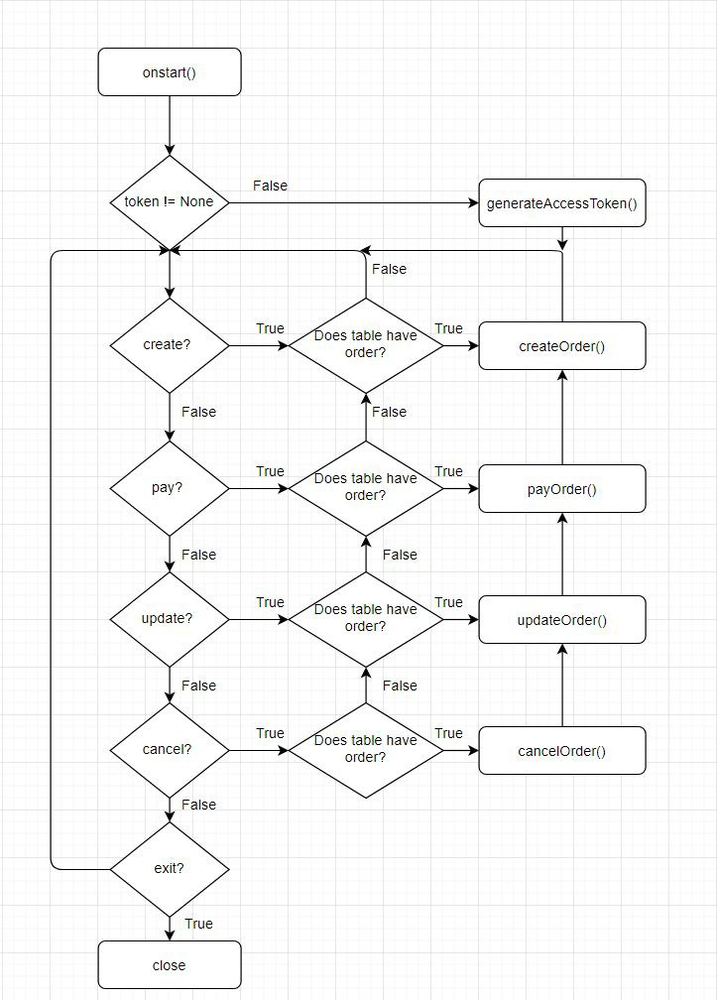 onstart()
token != None
False
generateAccessToken()
False
create?
True
Does table have
order?
True
createOrder()
False
False
pay?
True
Does table have
order?
True
payOrder()
False
False
update?
True
Does table have
order?
True
updateOrder()
False
False
cancel?
True
Does table have
order?
True
cancelOrder()
False
exit?
True
close